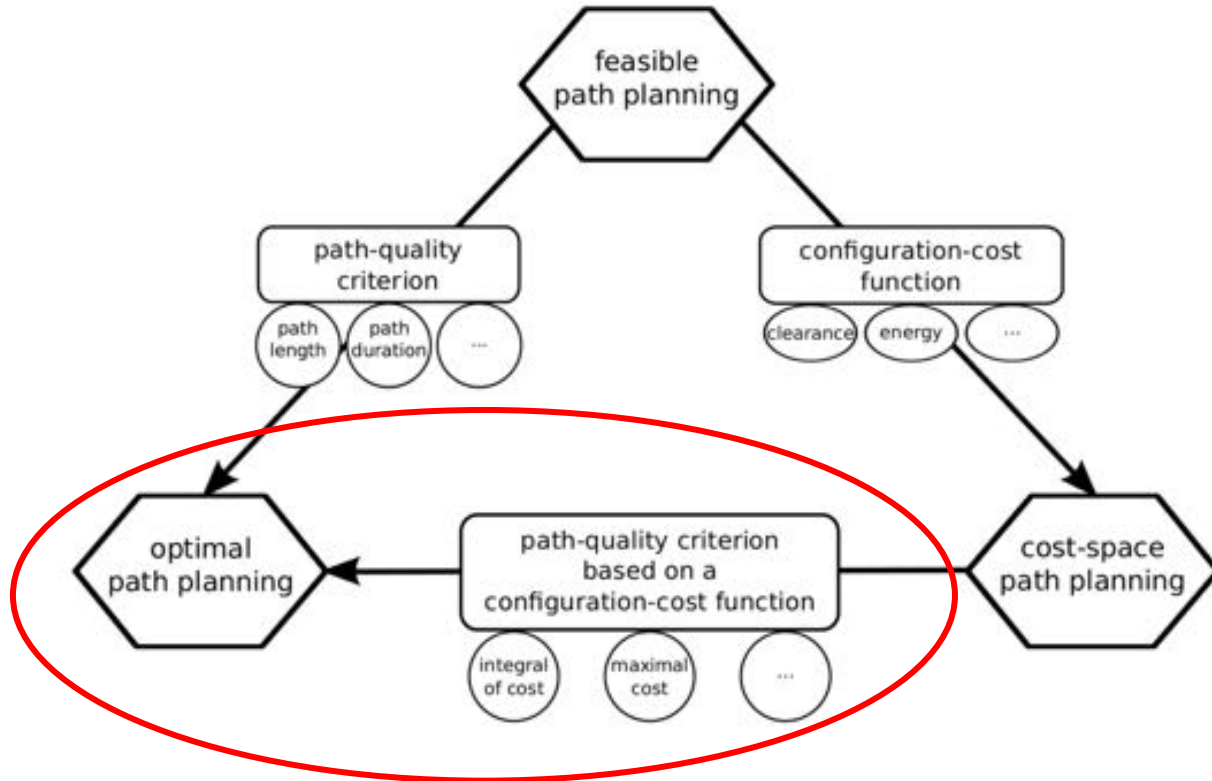 feasible
path planning
path-quality
criterion
configuration-cost
function
path
length
path
duration
...
clearance
energy
...
optimal
path planning
path-quality criterion
based on a
configuration-cost function
cost-space
path planning
integral
of cost
maximal
cost
...